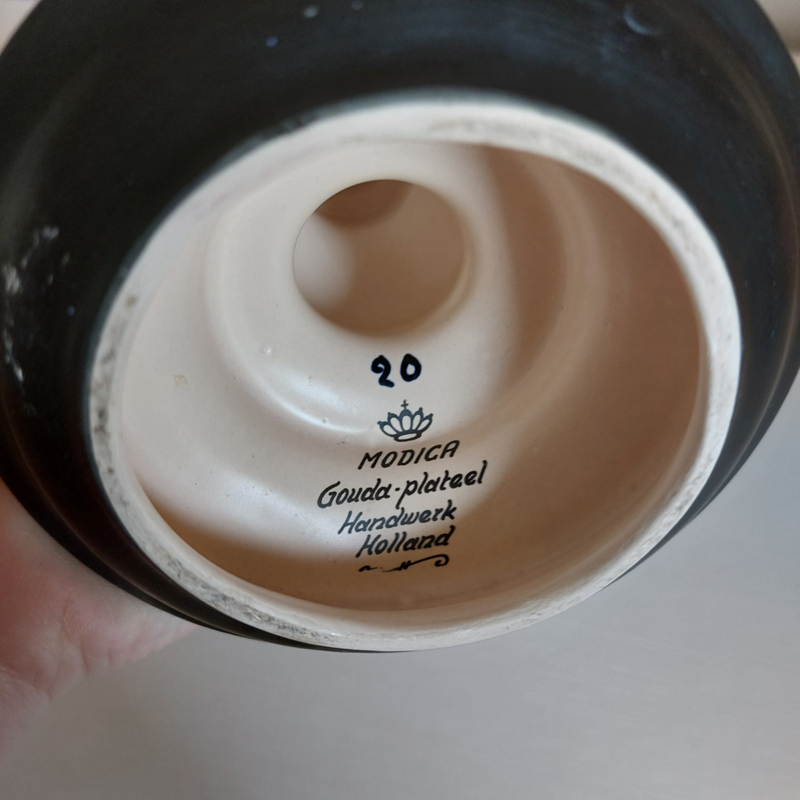 20
MODICA
Gouda-plateel
Handwerk
Holland